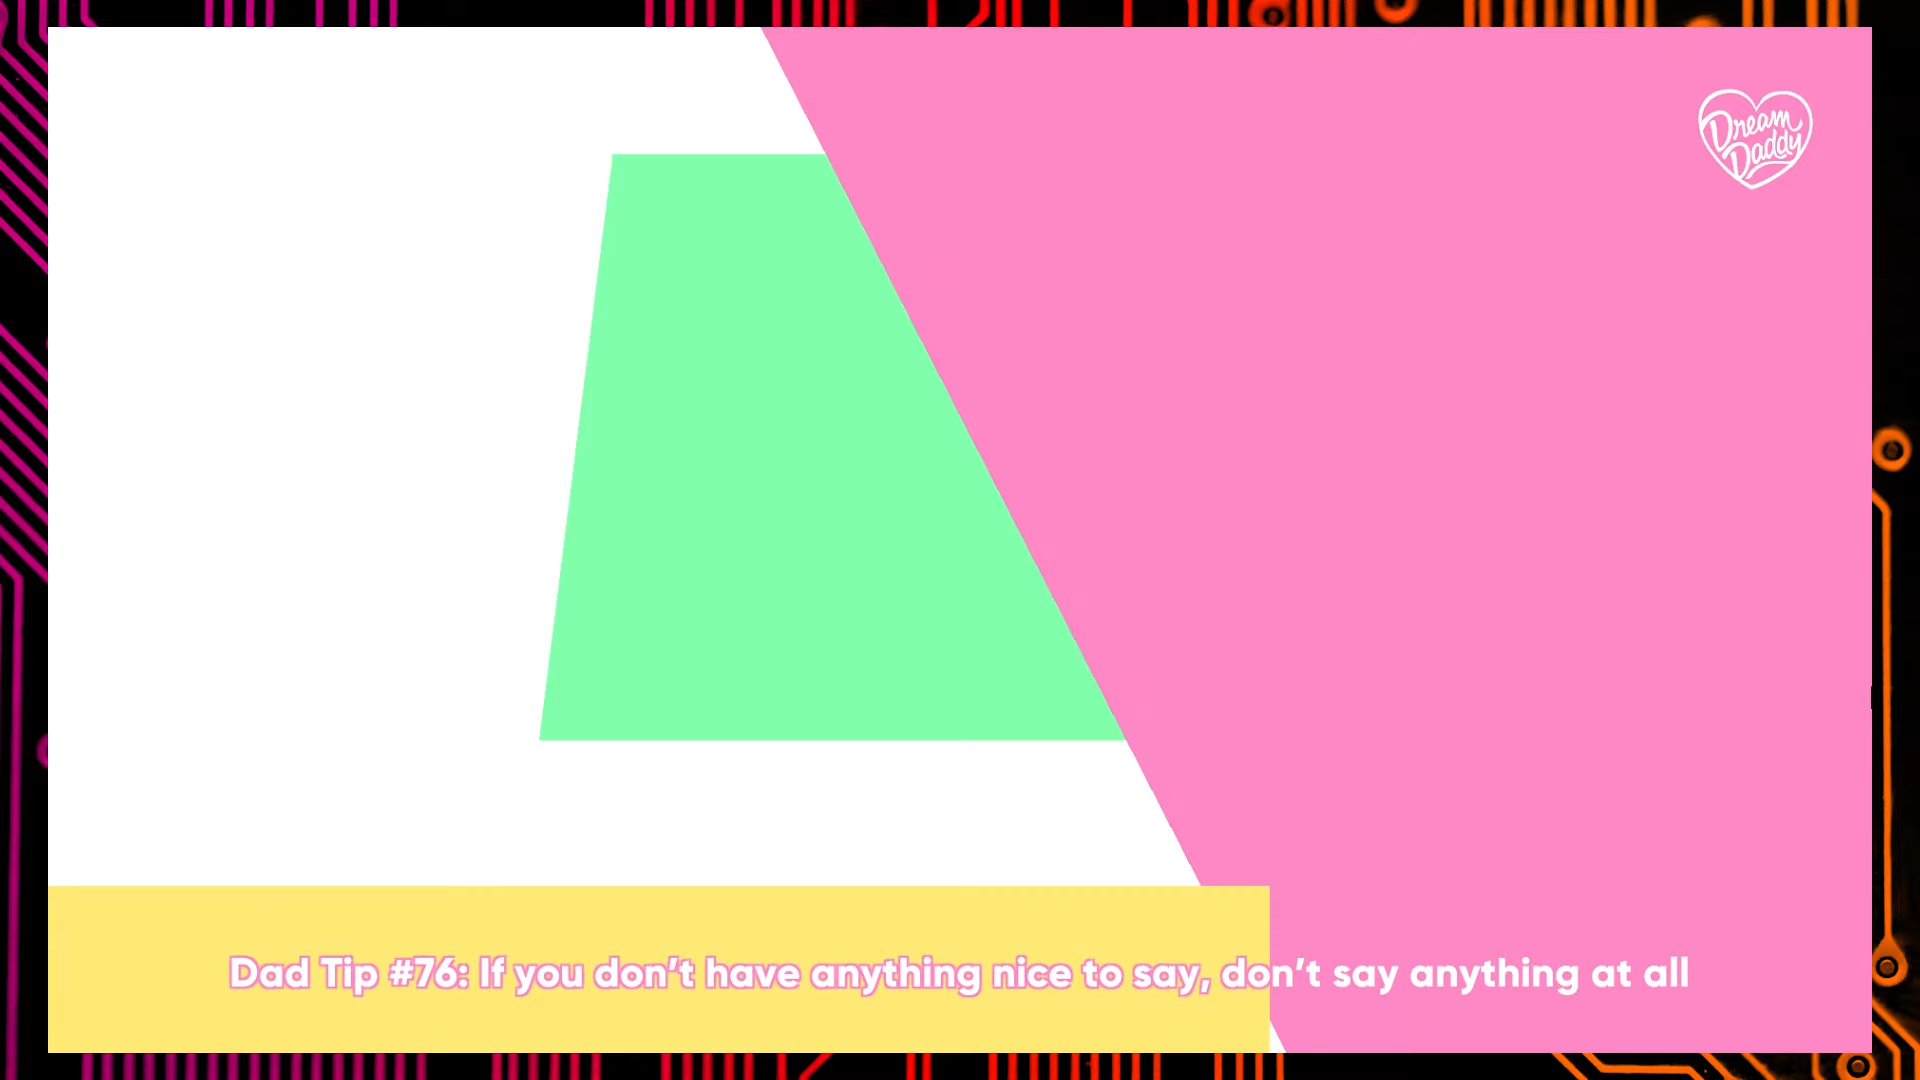 Dream
Daddy
Dad Tip #76: If you don’t have anything nice to say, don’t say anything at all